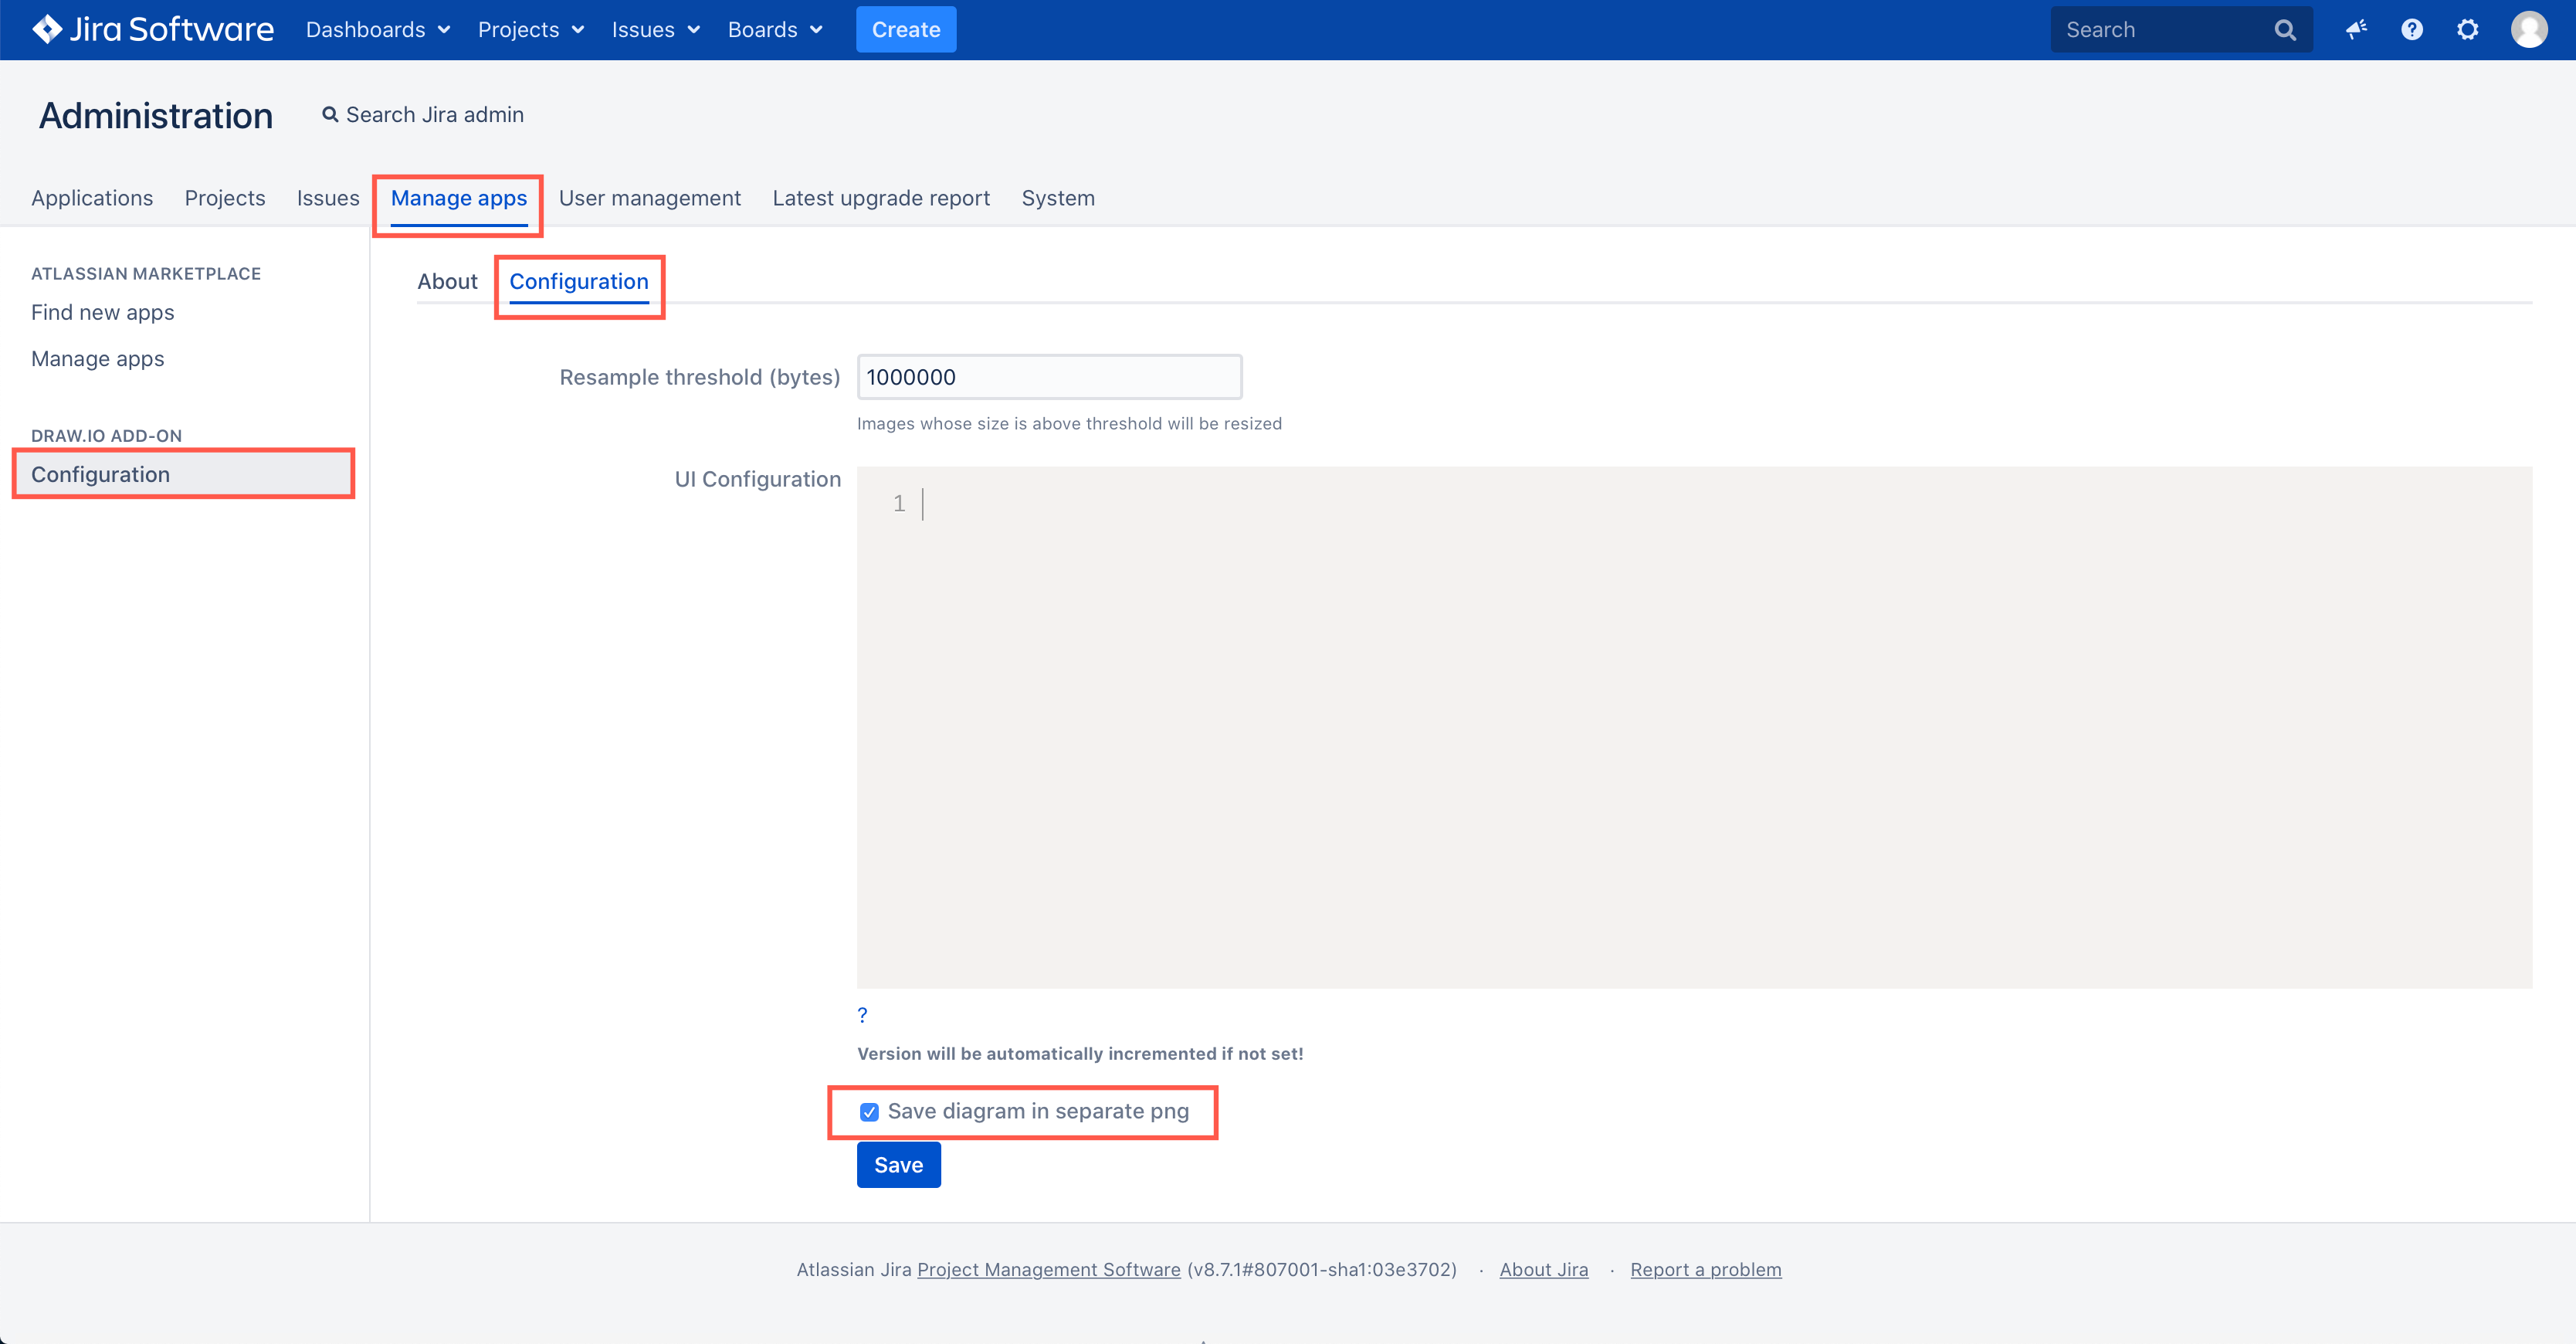 Jira Software Dashboards Projects Issues Boards Create Search ?
Administration Search Jira admin
Applications Projects Issues Manage apps User management Latest upgrade report System
ATLASSIAN MARKETPLACE
Find new apps
Manage apps
DRAW.IO ADD-ON
Configuration
About Configuration
Resample threshold (bytes) 1000000
Images whose size is above threshold will be resized
UI Configuration
1
?
Version will be automatically incremented if not set!
Save diagram in separate png
Save
Atlassian Jira Project Management Software (v8.7.1#807001-sha1:03e3702) · About Jira · Report a problem